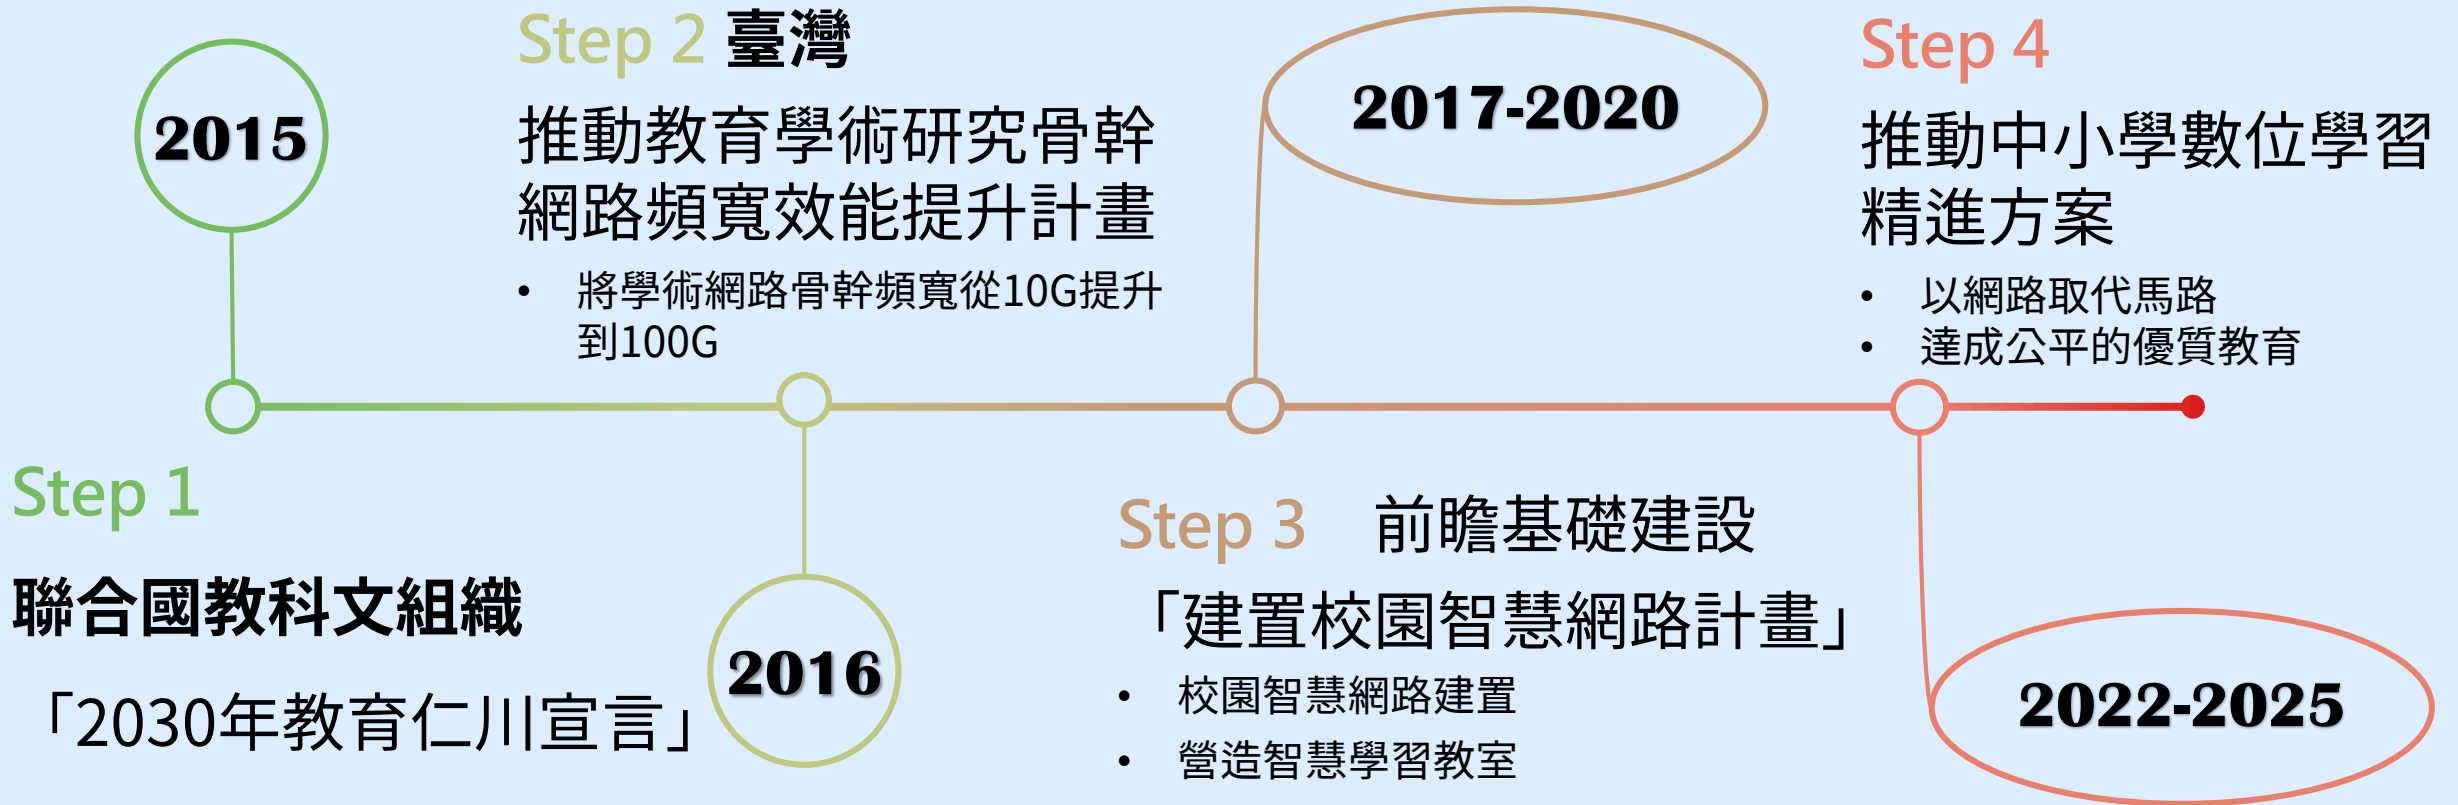 2015
Step 1
聯合國教科文組織
「2030年教育仁川宣言」
Step 2 臺灣
推動教育學術研究骨幹
網路頻寬效能提升計畫
• 將學術網路骨幹頻寬從10G提升
到100G
2016
2017-2020
Step 3 前瞻基礎建設
「建置校園智慧網路計畫」
• 校園智慧網路建置
• 營造智慧學習教室
Step 4
推動中小學數位學習
精進方案
• 以網路取代馬路
• 達成公平的優質教育
2022-2025